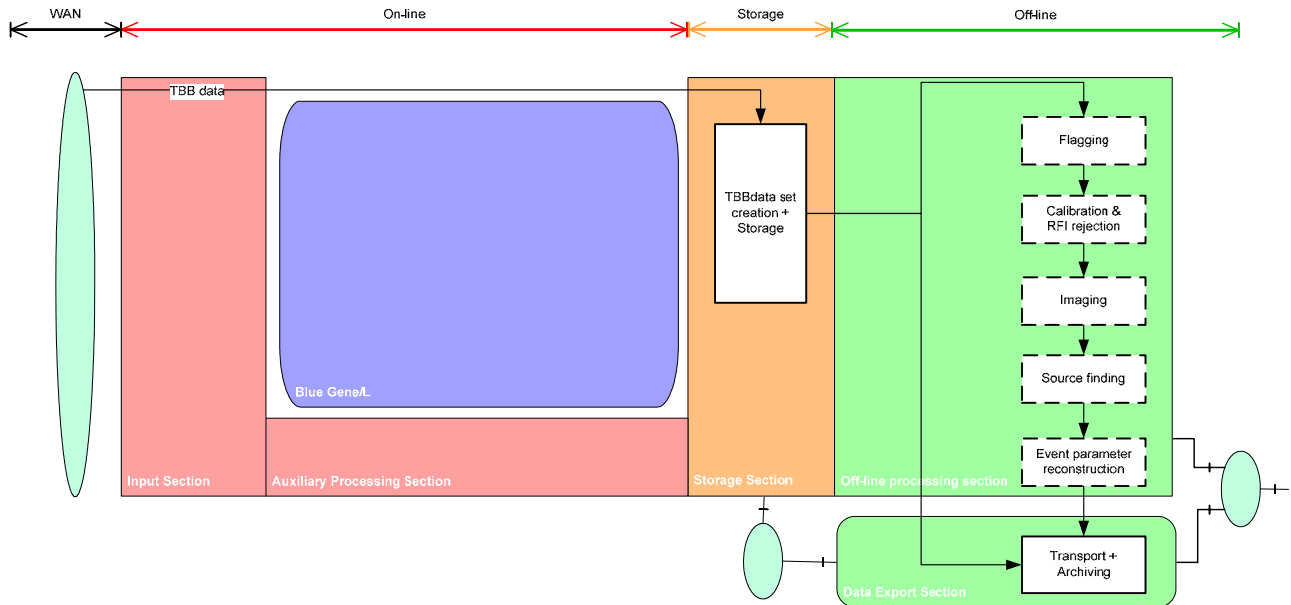 WAN
On-line
Storage
Off-line
TBB data
TBBdata set
creation +
Storage
Flagging
Calibration &
RFI rejection
Imaging
Source finding
Event parameter
reconstruction
Blue Gene/L
Input Section
Auxiliary Processing Section
Storage Section
Off-line processing section
Transport +
Archiving
Data Export Section